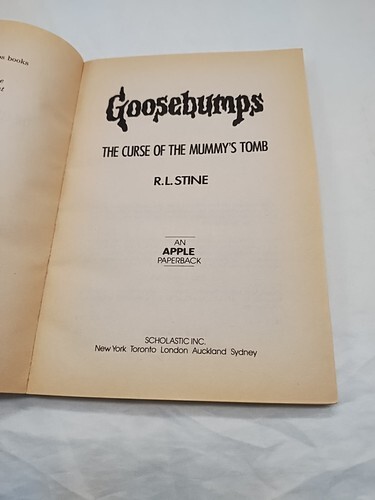 books
Goosebumps
THE CURSE OF THE MUMMY'S TOMB
R.L. STINE
AN
APPLE
PAPERBACK
SCHOLASTIC INC.
New York Toronto London Auckland Sydney